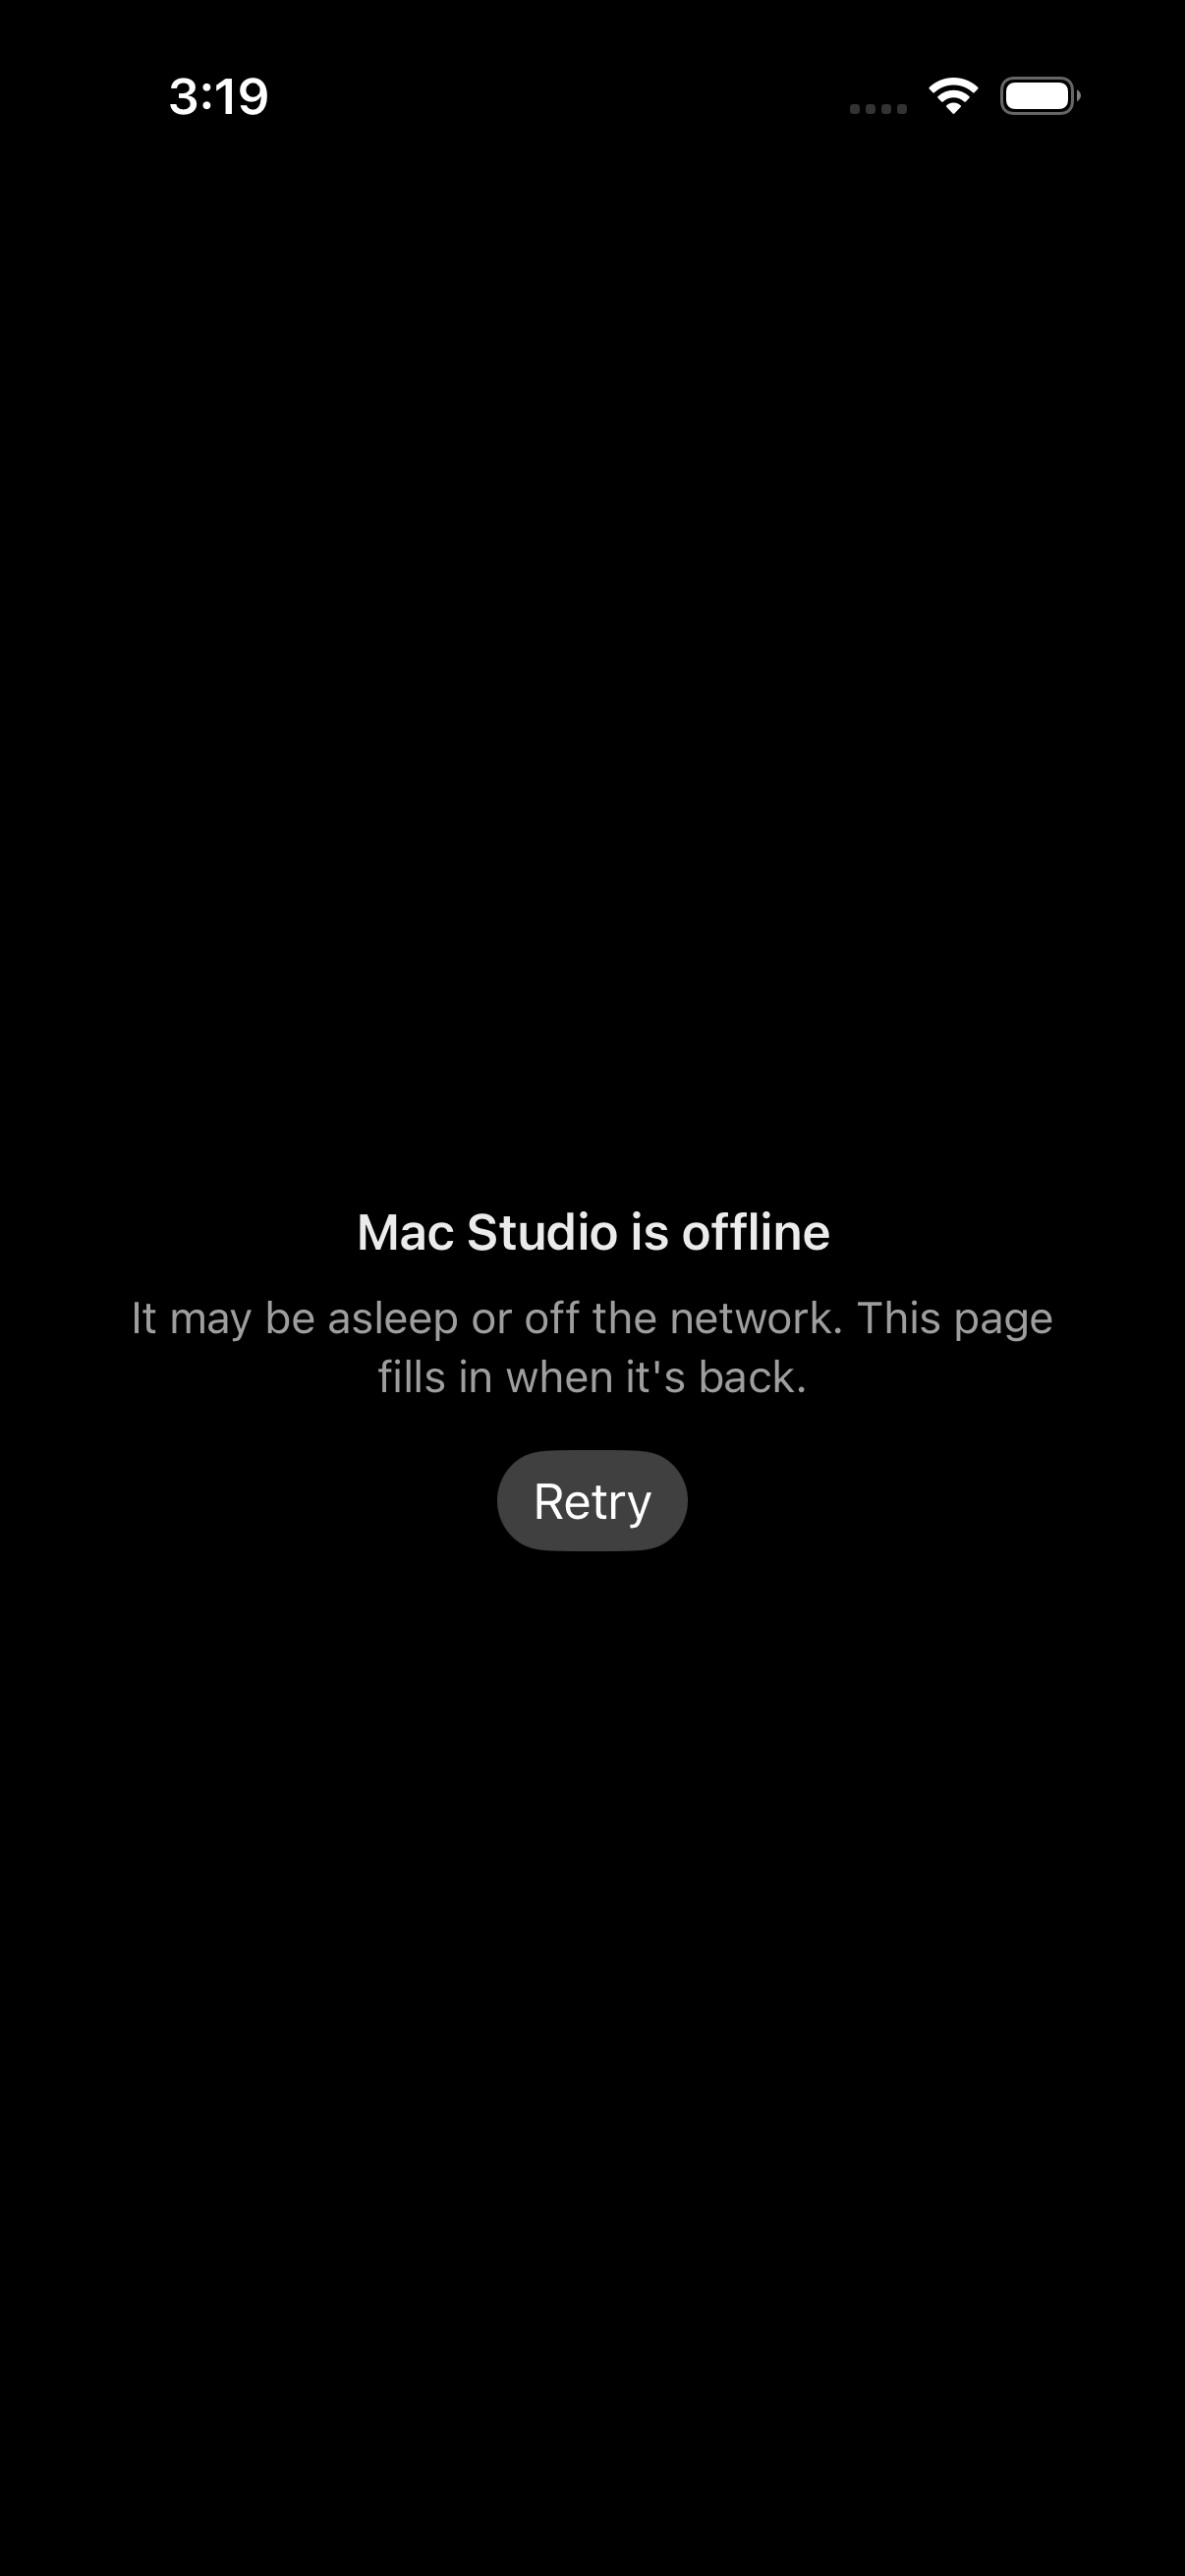 3:19
Mac Studio is offline
It may be asleep or off the network. This page
fills in when it's back.
Retry